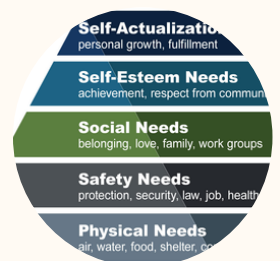 Self-Actualizatio
personal growth, fulfillment
Self-Esteem Needs
achievement, respect from commun
Social Needs
belonging, love, family, work groups
Safety Needs
protection, security, law, job, health
Physical Needs
air, water, food, shelter,